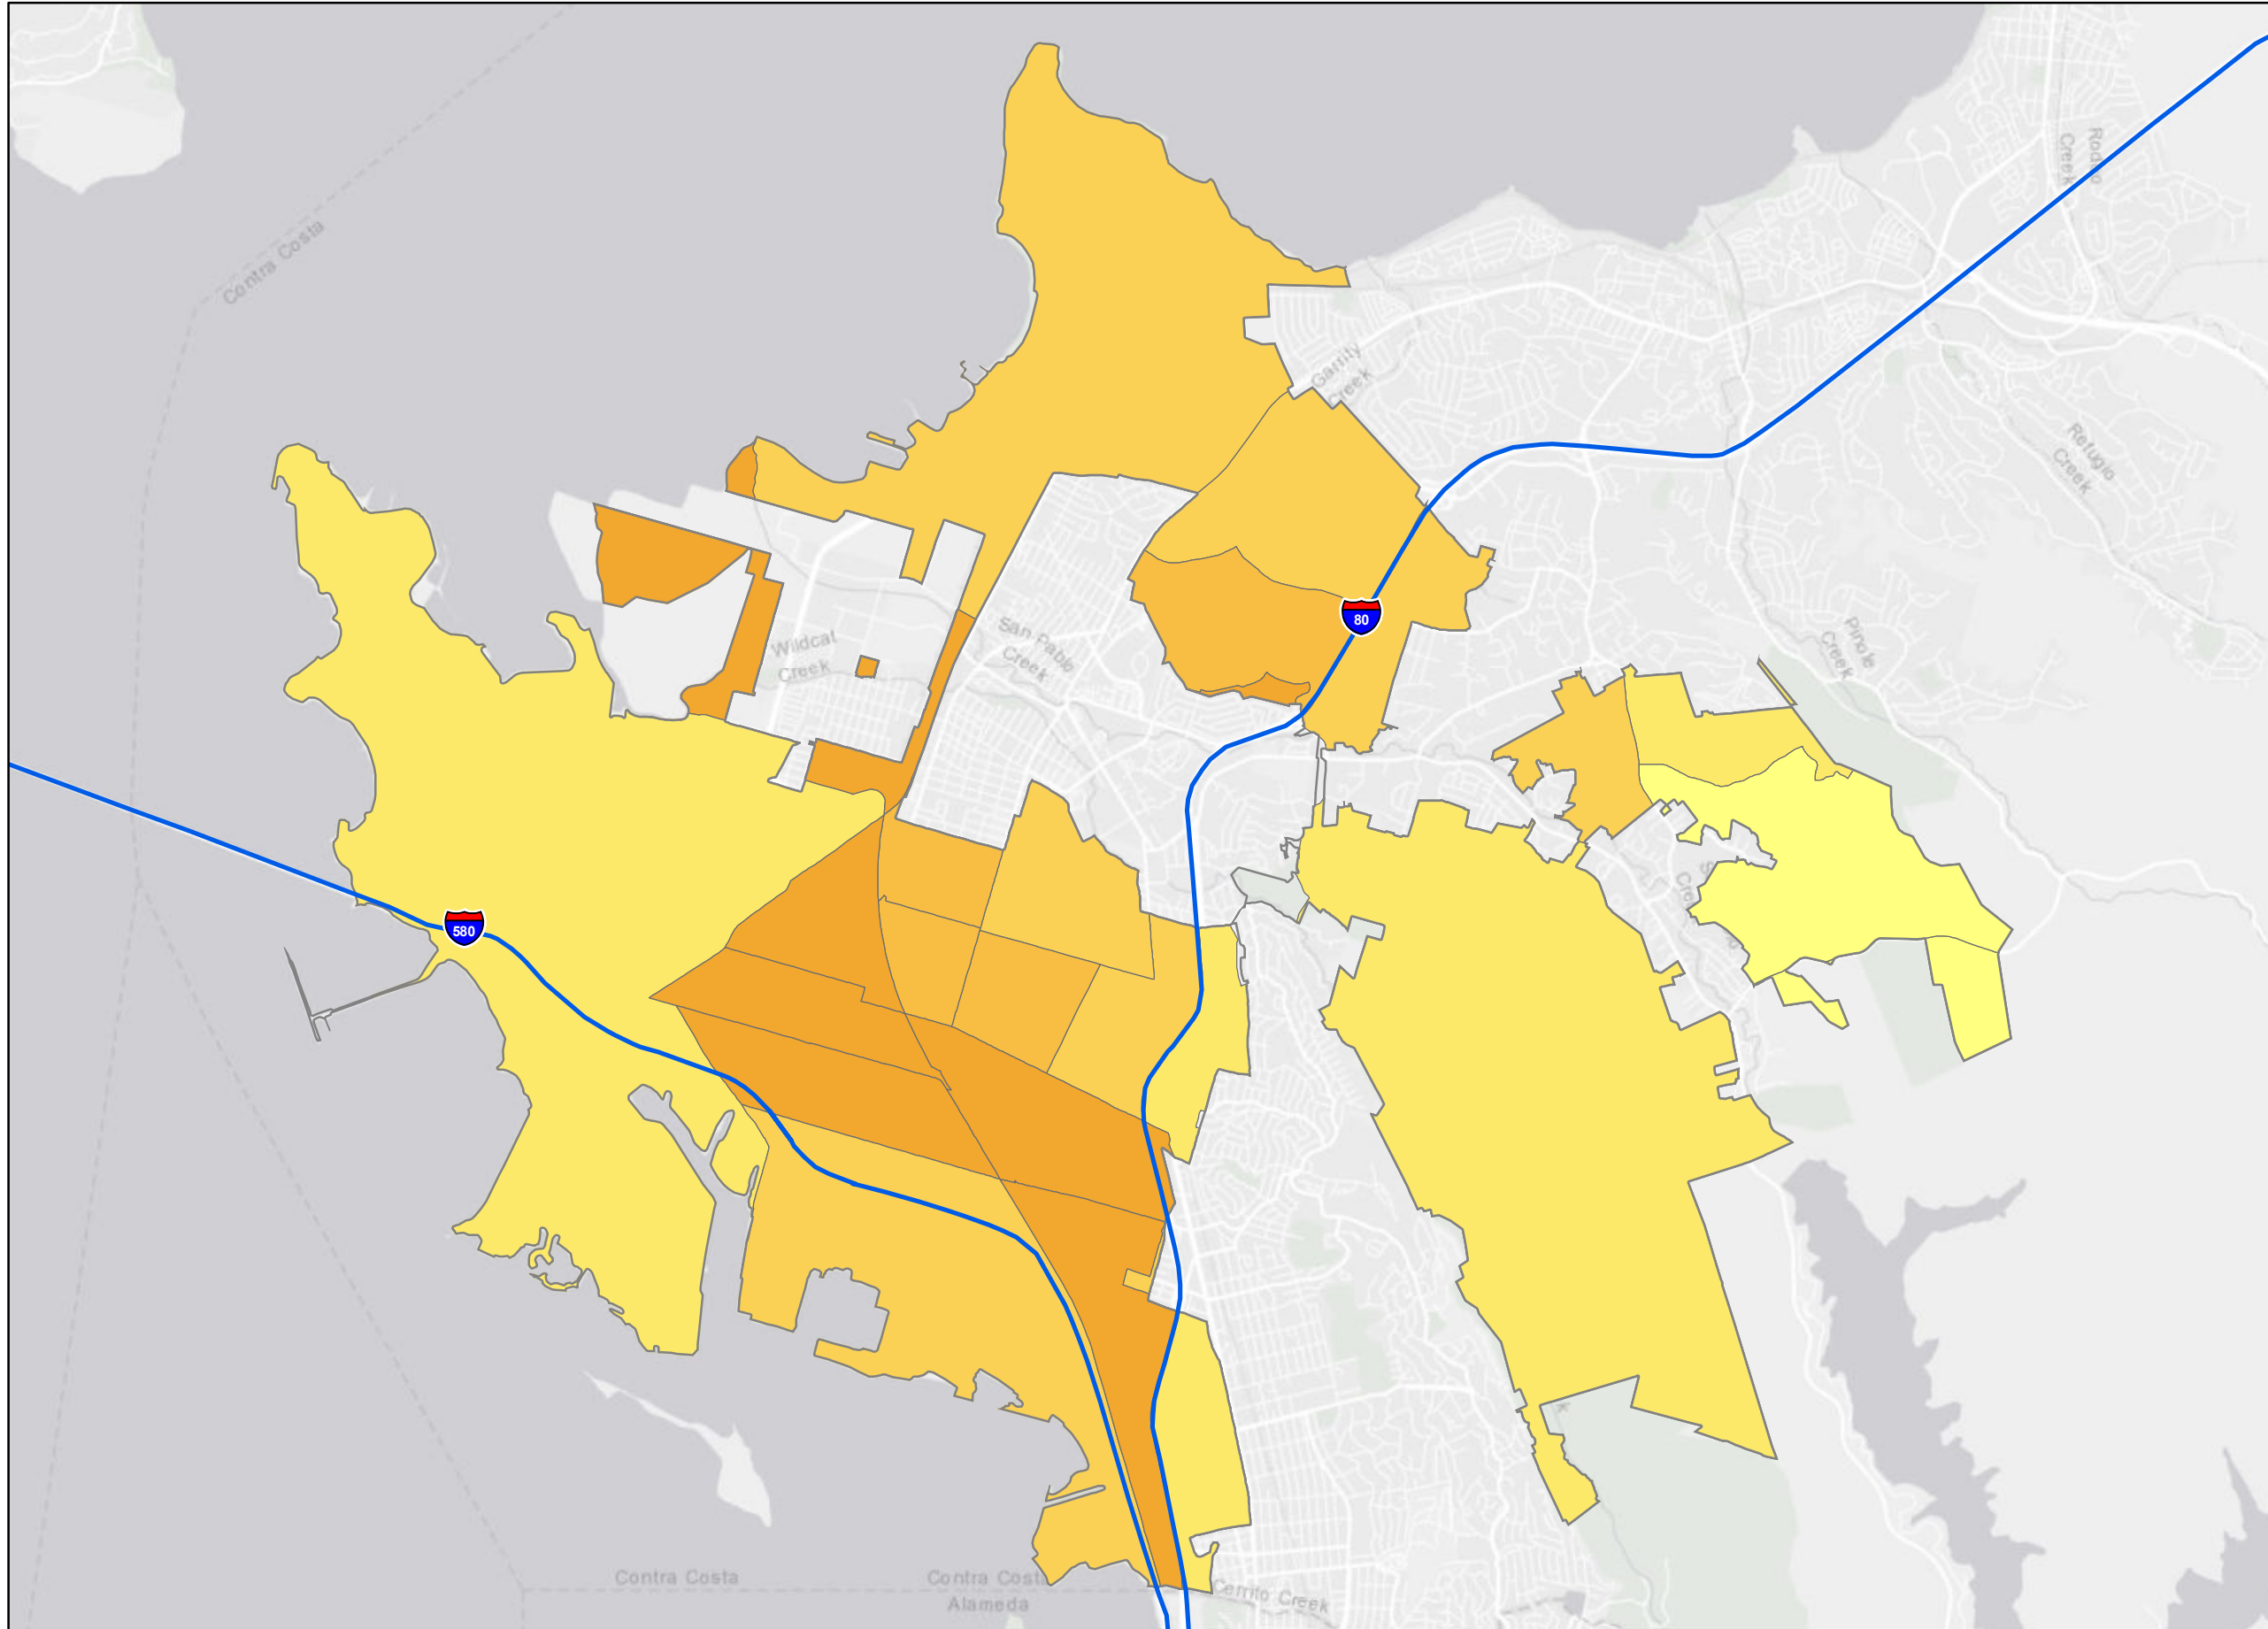 Contra Costa
Rodeo
Creek
Garrity
Creek
Refugio
Creek
80
Wildcat
Creek
San Pablo
Creek
Pinole
Creek
580
Contra Costa
Contra Costa
Alameda
Cerrito Creek